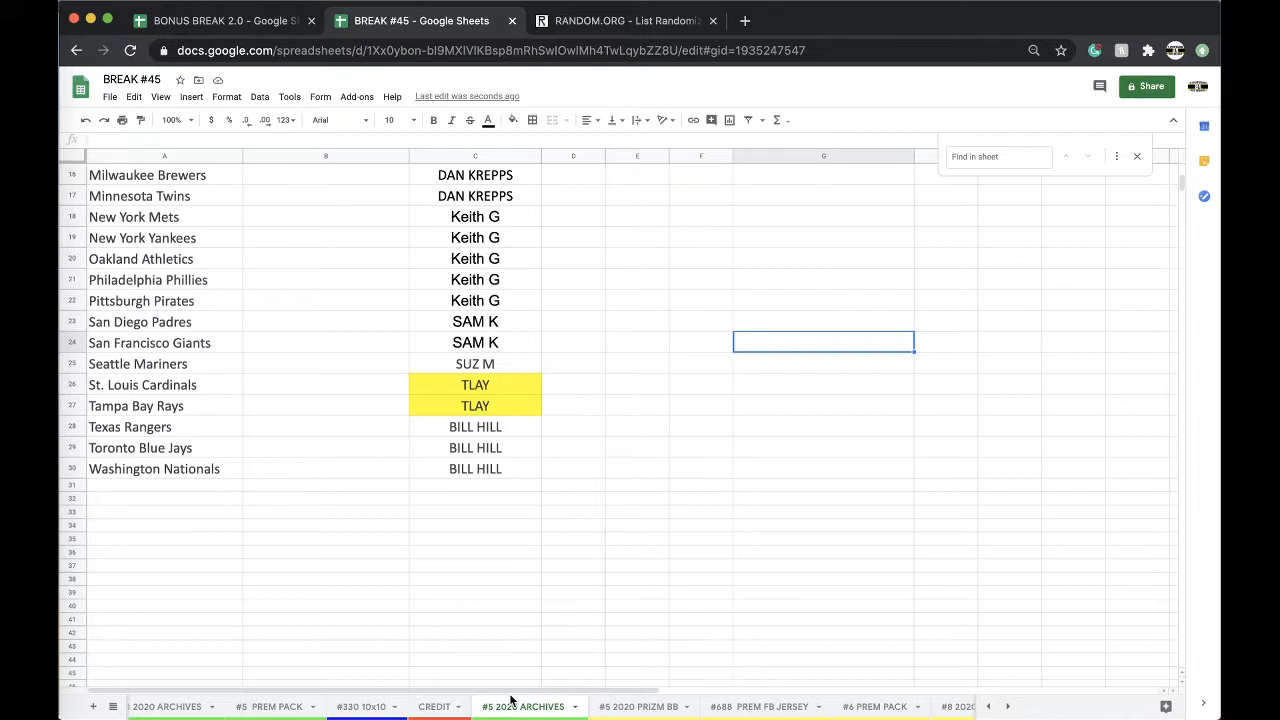 BONUS BREAK 2.0 - Google S
BREAK #45 - Google Sheets
RANDOM.ORG - List Randomi
docs.google.com/spreadsheets/d/1Xx0ybon-bI9MXIVIKBsp8mRhSwIOwIMh4TwLqybZZ8U/edit#gid=1935247547
BREAK #45
File Edit View Insert Format Data Tools Form Add-ons Help Last edit was seconds ago
Share
100% $ % .0 .00 123 Arial 10 B I S A
fx
Find in sheet
A B C D E F G
16 Milwaukee Brewers DAN KREPPS
17 Minnesota Twins DAN KREPPS
18 New York Mets Keith G
19 New York Yankees Keith G
20 Oakland Athletics Keith G
21 Philadelphia Phillies Keith G
22 Pittsburgh Pirates Keith G
23 San Diego Padres SAM K
24 San Francisco Giants SAM K
25 Seattle Mariners SUZ M
26 St. Louis Cardinals TLAY
27 Tampa Bay Rays TLAY
28 Texas Rangers BILL HILL
29 Toronto Blue Jays BILL HILL
30 Washington Nationals BILL HILL
31
32
33
34
35
36
37
38
39
40
41
42
43
44
45
2020 ARCHIVES #5 PREM PACK #330 10x10 CREDIT #5 2020 ARCHIVES #5 2020 PRIZM BB #688 PREM FB JERSEY #6 PREM PACK #8 2020